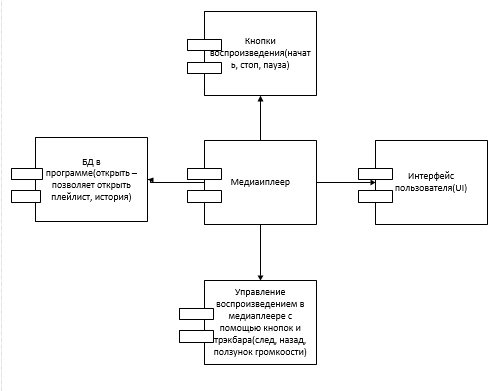 Кнопки
воспроизведения(начат
ь, стоп, пауза)
БД в
программе(открыть –
позволяет открыть
плейлист, история)
Медиаиплеер
Интерфейс
пользователя(UI)
Управление
воспроизведением в
медиаплеере с
помощью кнопок и
трэкбара(след, назад,
ползунок громкоости)